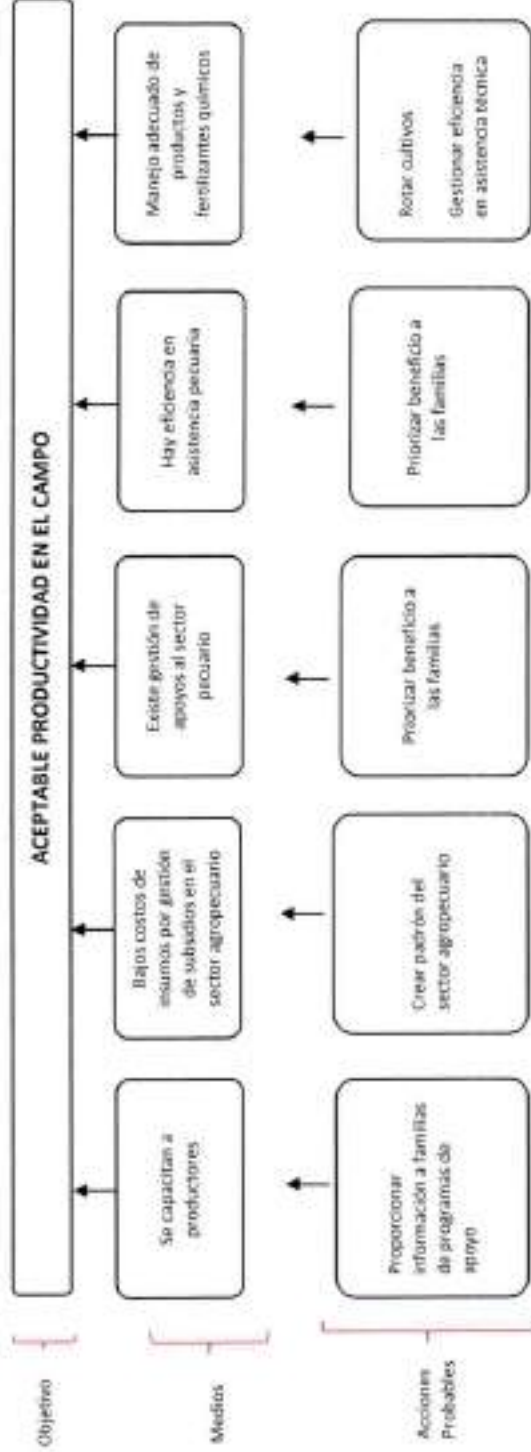 Objetivo
ACEPTABLE PRODUCTIVIDAD EN EL CAMPO
Medios
Se capacitan a
productores
Bajos costos de
insumos por gestión
de subsidios en el
sector agropecuario
Existe gestión de
apoyos al sector
pecuario
Hay eficiencia en
asistencia pecuaria
Manejo adecuado de
productos y
fertilizantes químicos
Acciones
Probables
Proporcionar
información a familias
de programas de
apoyo
Crear padrón del
sector agropecuario
Priorizar beneficio a
las familias
Priorizar beneficio a
las familias
Rotar cultivos
Gestionar eficiencia
en asistencia técnica